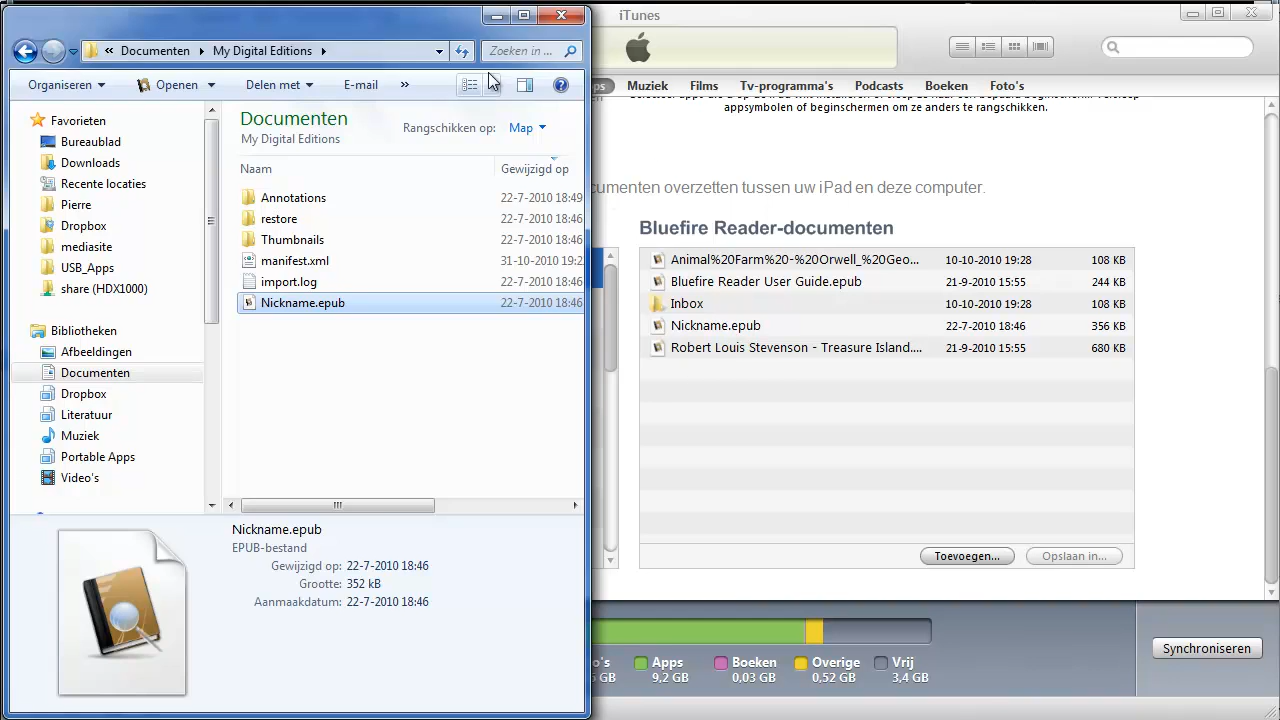 « Documenten My Digital Editions
Zoeken in ...
Organiseren
Openen
Delen met
E-mail
»
Favorieten
Bureaublad
Downloads
Recente locaties
Pierre
Dropbox
mediasite
USB_Apps
share (HDX1000)
Bibliotheken
Afbeeldingen
Documenten
Dropbox
Literatuur
Muziek
Portable Apps
Video's
Documenten
My Digital Editions
Rangschikken op: Map
Naam Gewijzigd op
Annotations 22-7-2010 18:49
restore 22-7-2010 18:46
Thumbnails 22-7-2010 18:46
manifest.xml 31-10-2010 19:2
import.log 22-7-2010 18:46
Nickname.epub 22-7-2010 18:46
Nickname.epub
EPUB-bestand
Gewijzigd op: 22-7-2010 18:46
Grootte: 352 kB
Aanmaakdatum: 22-7-2010 18:46
iTunes
ps Muziek Films Tv-programma's Podcasts Boeken Foto's
appsymbolen of beginschermen om ze anders te rangschikken.
cumenten overzetten tussen uw iPad en deze computer.
Bluefire Reader-documenten
Animal%20Farm%20-%20Orwell_%20Geo... 10-10-2010 19:28 108 KB
Bluefire Reader User Guide.epub 21-9-2010 15:55 244 KB
Inbox 10-10-2010 19:28 108 KB
Nickname.epub 22-7-2010 18:46 356 KB
Robert Louis Stevenson - Treasure Island.... 21-9-2010 15:55 680 KB
Toevoegen... Opslaan in...
o's Apps Boeken Overige Vrij
GB 9,2 GB 0,03 GB 0,52 GB 3,4 GB
Synchroniseren